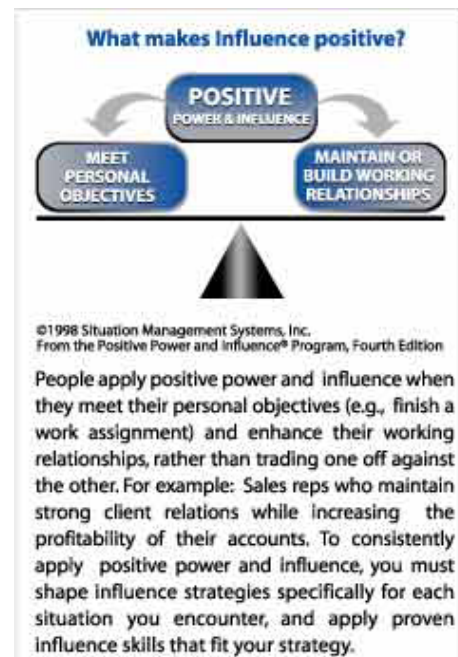 What makes Influence positive?
POSITIVE
POWER & INFLUENCE
MEET
PERSONAL
OBJECTIVES
MAINTAIN OR
BUILD WORKING
RELATIONSHIPS
©1998 Situation Management Systems, Inc.
From the Positive Power and Influence® Program, Fourth Edition
People apply positive power and influence when
they meet their personal objectives (e.g., finish a
work assignment) and enhance their working
relationships, rather than trading one off against
the other. For example: Sales reps who maintain
strong client relations while increasing the
profitability of their accounts. To consistently
apply positive power and influence, you must
shape influence strategies specifically for each
situation you encounter, and apply proven
influence skills that fit your strategy.